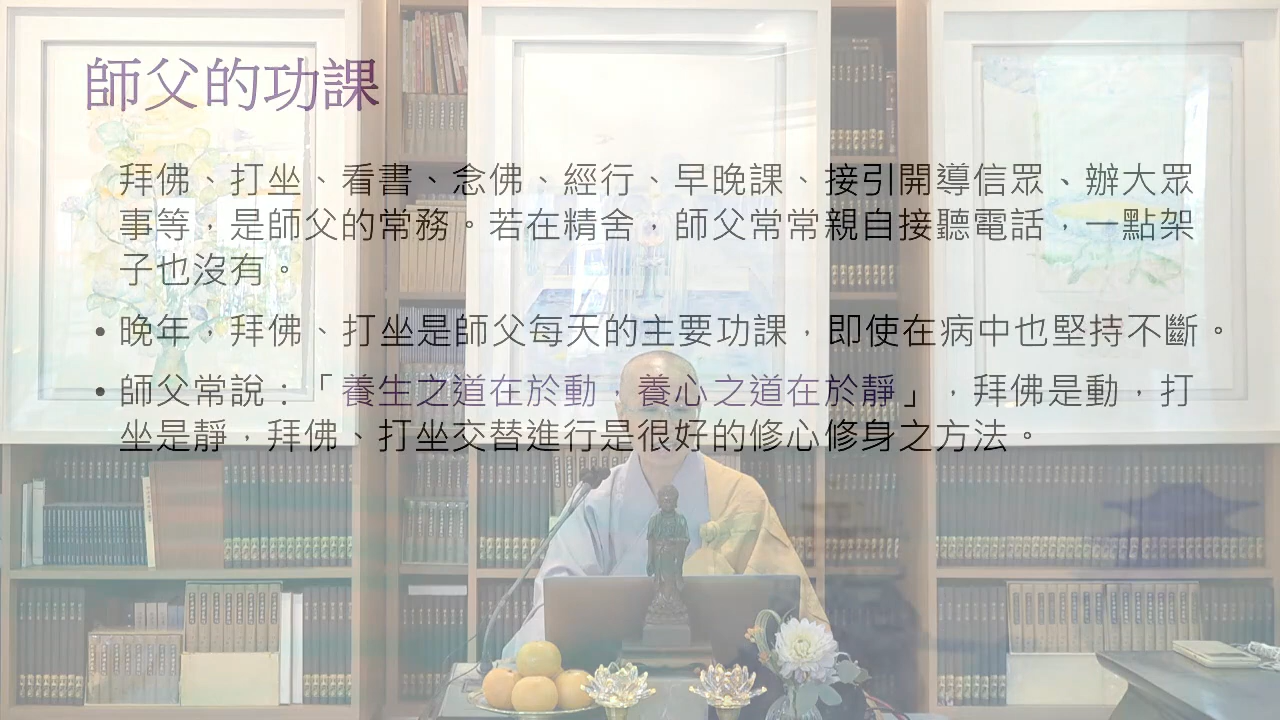 師父的功課
拜佛、打坐、看書、念佛、經行、早晚課、接引開導信眾、辦大眾
事等，是師父的常務。若在精舍，師父常常親自接聽電話，一點架
子也沒有。
• 晚年，拜佛、打坐是師父每天的主要功課，即使在病中也堅持不斷。
• 師父常說：「養生之道在於動，養心之道在於靜」，拜佛是動，打
坐是靜，拜佛、打坐交替進行是很好的修心修身之方法。